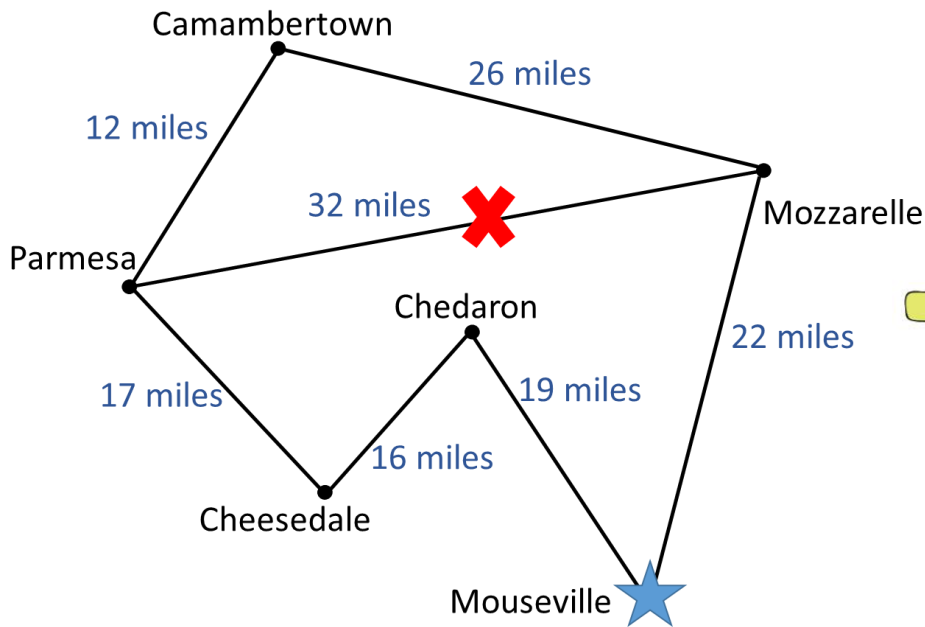 Camambertown
26 miles
12 miles
32 miles
Mozzarelle
Parmesa
Chedaron
22 miles
17 miles
19 miles
16 miles
Cheesedale
Mouseville